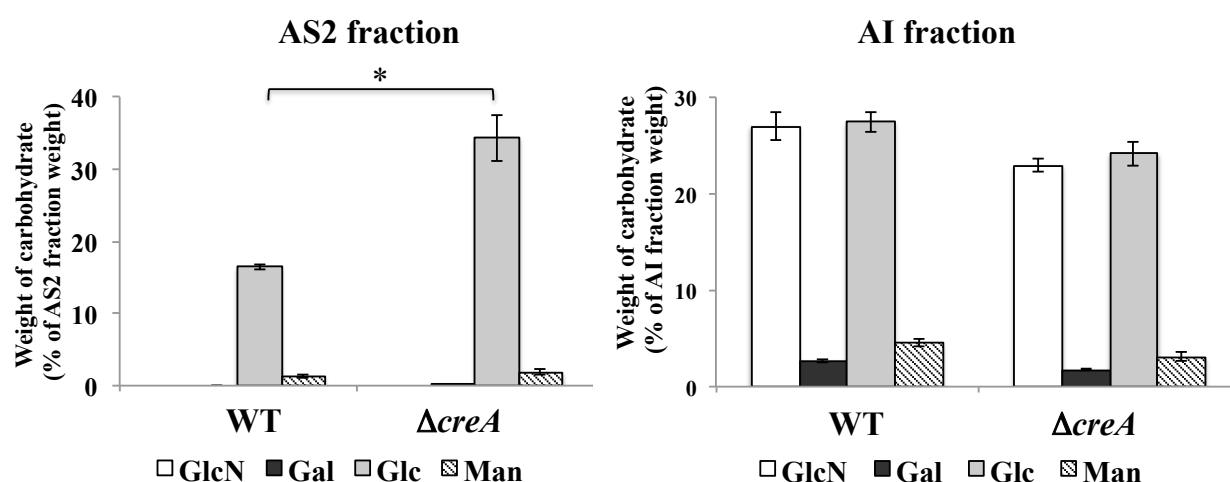 AS2 fraction
*
Weight of carbohydrate
(% of AS2 fraction weight)
40
30
20
10
0
WT ΔcreA
GlcN Gal Glc Man
AI fraction
Weight of carbohydrate
(% of AI fraction weight)
30
20
10
0
WT ΔcreA
GlcN Gal Glc Man